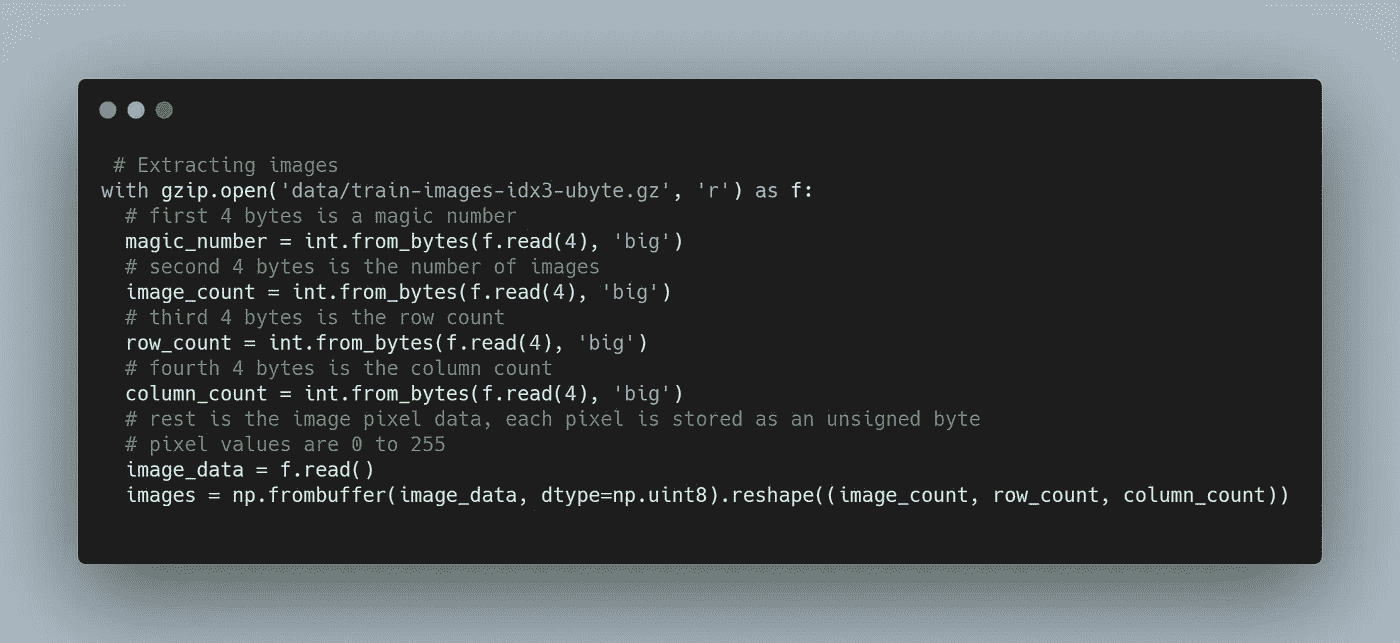 # Extracting images
with gzip.open('data/train-images-idx3-ubyte.gz', 'r') as f:
# first 4 bytes is a magic number
magic_number = int.from_bytes(f.read(4), 'big')
# second 4 bytes is the number of images
image_count = int.from_bytes(f.read(4), 'big')
# third 4 bytes is the row count
row_count = int.from_bytes(f.read(4), 'big')
# fourth 4 bytes is the column count
column_count = int.from_bytes(f.read(4), 'big')
# rest is the image pixel data, each pixel is stored as an unsigned byte
# pixel values are 0 to 255
image_data = f.read()
images = np.frombuffer(image_data, dtype=np.uint8).reshape((image_count, row_count, column_count))